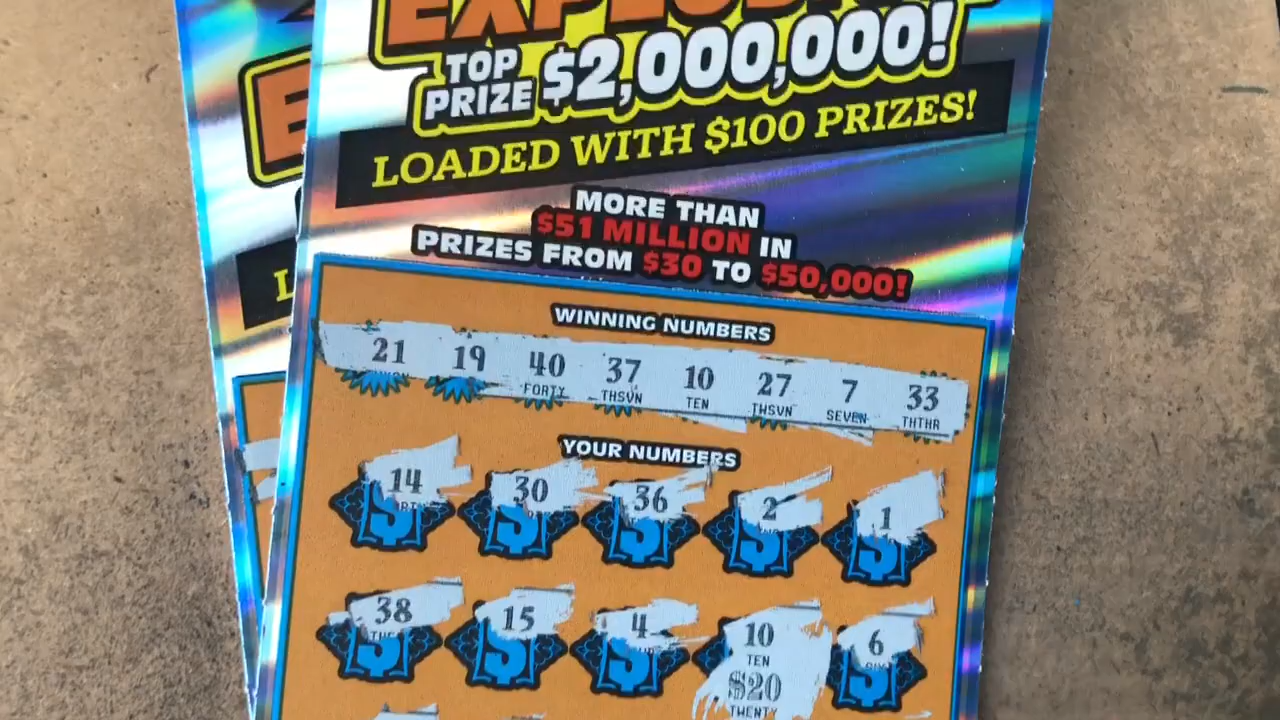 TOP
PRIZE $2,000,000!
LOADED WITH $100 PRIZES!
MORE THAN
$51 MILLION IN
PRIZES FROM $30 TO $50,000!
WINNING NUMBERS
21 19 40 37 10 27 7 33
FORTY THSVN TEN TWSVN SEVEN THTHR
YOUR NUMBERS
14 30 36 2 1
38 15 4 10 6
TEN
$20
TWENTY